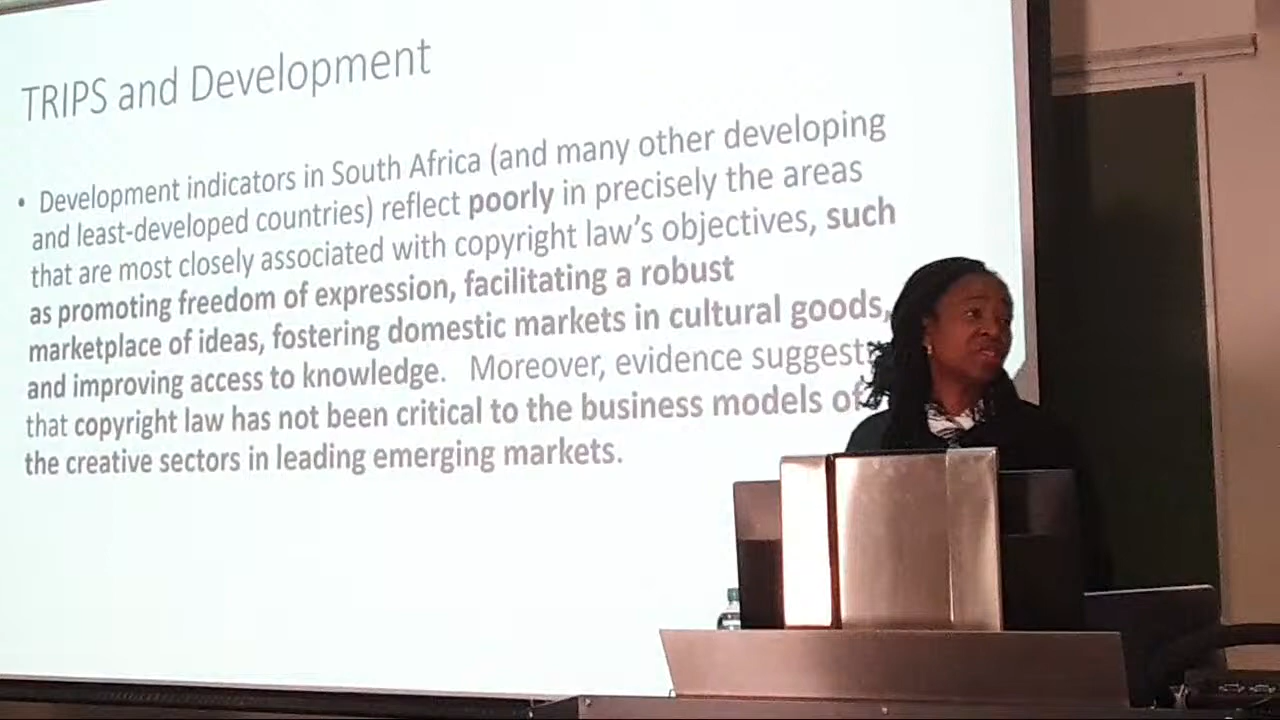 TRIPS and Development
• Development indicators in South Africa (and many other developing
and least-developed countries) reflect poorly in precisely the areas
that are most closely associated with copyright law's objectives, such
as promoting freedom of expression, facilitating a robust
marketplace of ideas, fostering domestic markets in cultural goods,
and improving access to knowledge. Moreover, evidence suggest
that copyright law has not been critical to the business models of
the creative sectors in leading emerging markets.